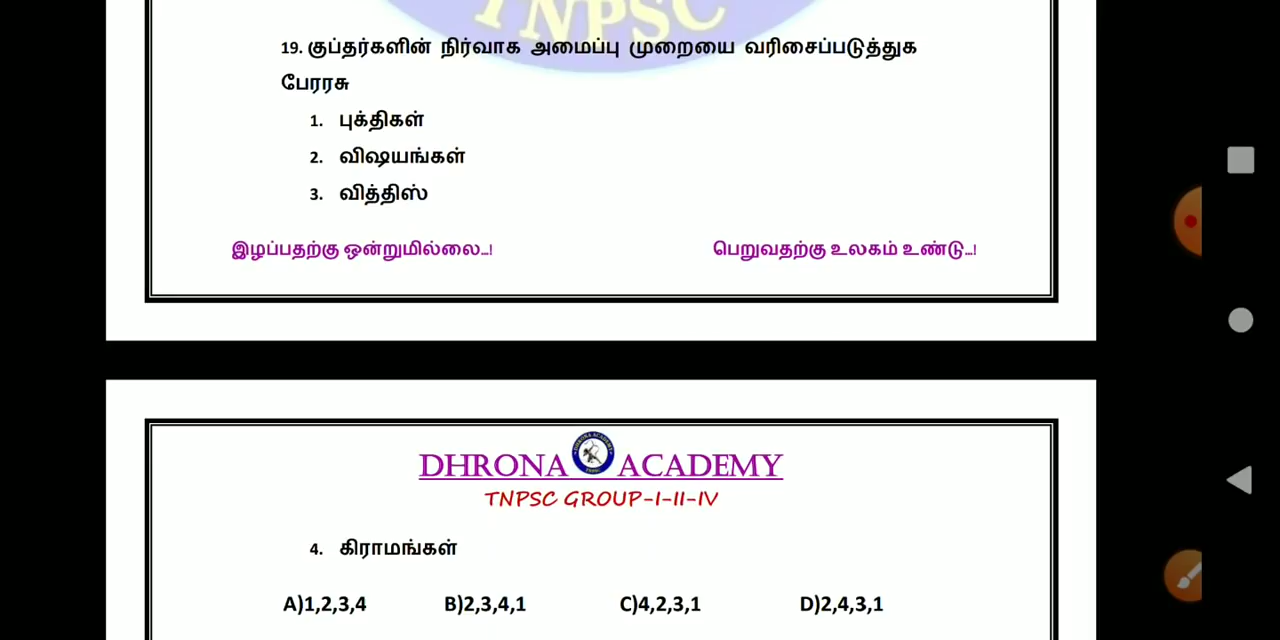 TNPSC
19. குப்தர்களின் நிர்வாக அமைப்பு முறையை வரிசைப்படுத்துக
பேரரசு
1. புக்திகள்
2. விஷயங்கள்
3. வித்திஸ்
இழப்பதற்கு ஒன்றுமில்லை...! பெறுவதற்கு உலகம் உண்டு...!
DHRONA ACADEMY
TNPSC GROUP-I-II-IV
4. கிராமங்கள்
A)1,2,3,4 B)2,3,4,1 C)4,2,3,1 D)2,4,3,1